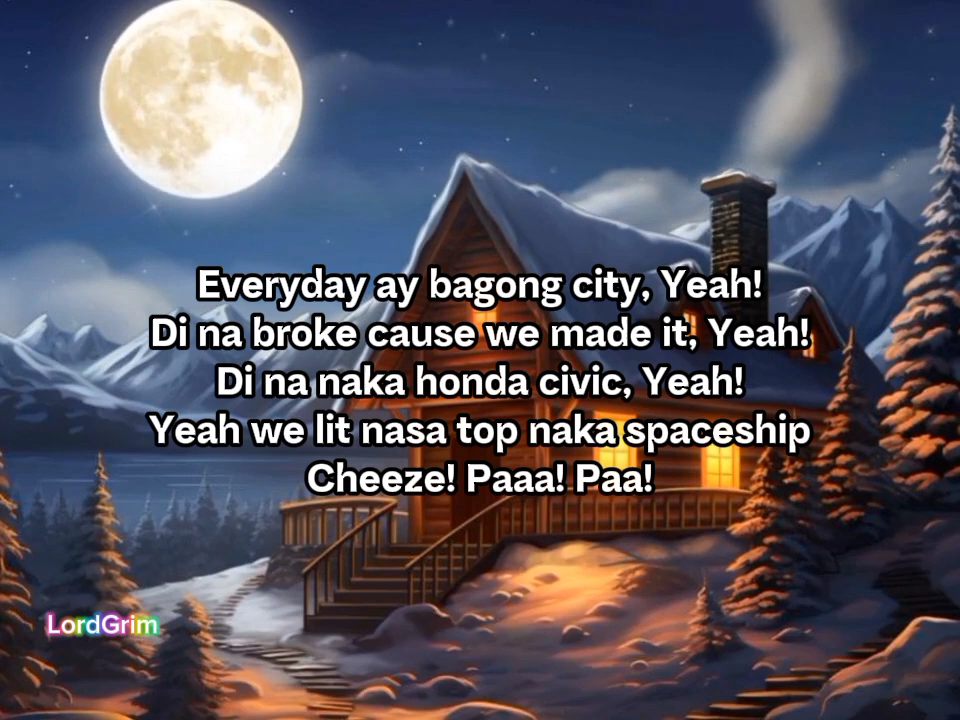 Everyday ay bagong city, Yeah!
Di na broke cause we made it, Yeah!
Di na naka honda civic, Yeah!
Yeah we lit nasa top naka spaceship
Cheeze! Paaa! Paa!
LordGrim